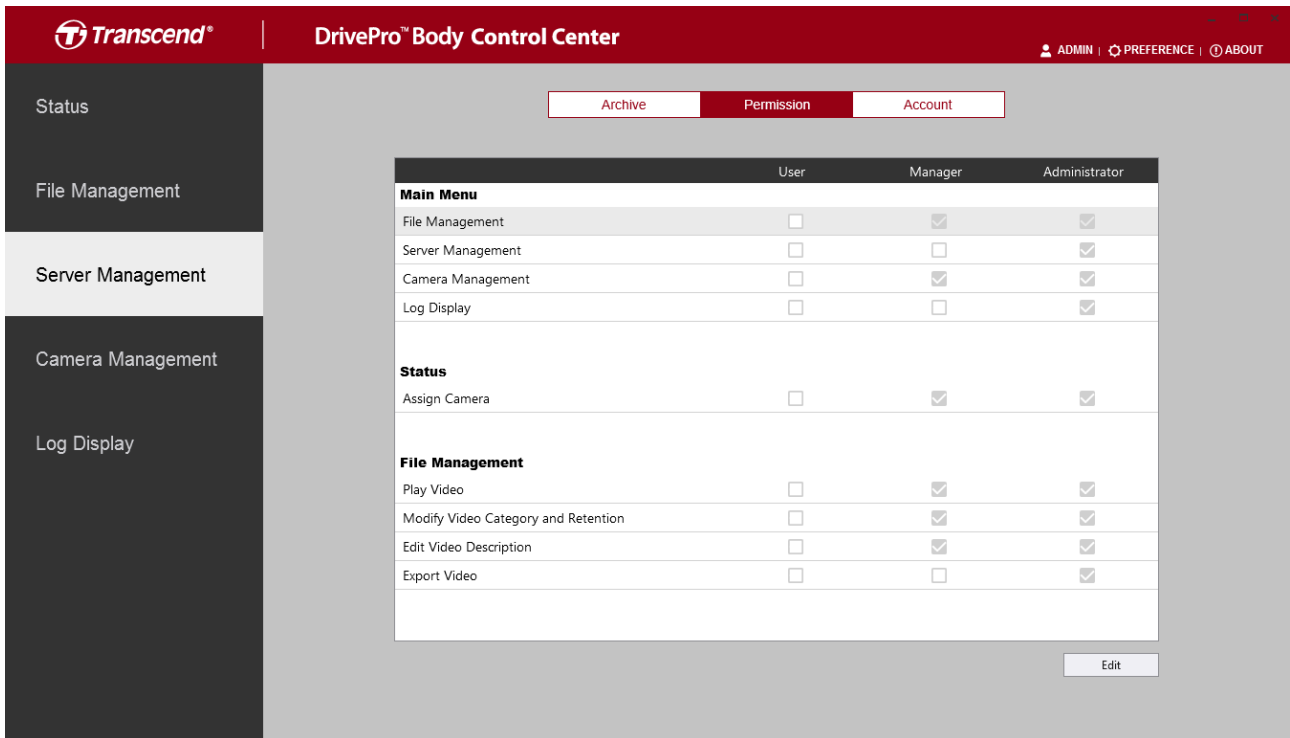 Transcend®
DrivePro™ Body Control Center
ADMIN | PREFERENCE | ABOUT
Status
File Management
Server Management
Camera Management
Log Display
Archive Permission Account
User Manager Administrator
Main Menu
File Management
Server Management
Camera Management
Log Display
Status
Assign Camera
File Management
Play Video
Modify Video Category and Retention
Edit Video Description
Export Video
Edit